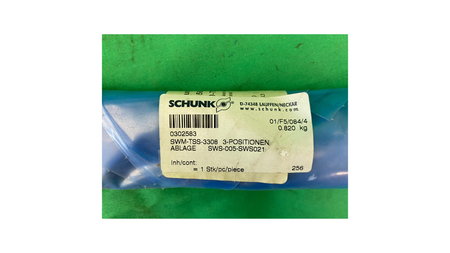 SCHUNK
D-74348 LAUFFEN/NECKAR
www.schunk.com
01/F5/084/4
0.820 kg
0302583
SWM-TSS-3308 3-POSITIONEN
ABLAGE SWS-005-SWS021
Inh/cont:
= 1 Stk/pc/piece
256